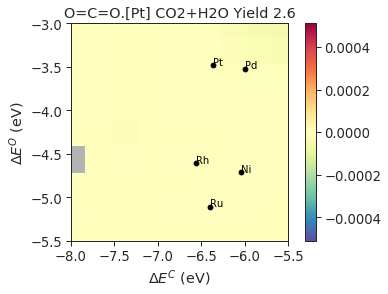 O=C=O.[Pt] CO2+H2O Yield 2.6
−3.0
−3.5
−4.0
−4.5
−5.0
−5.5
ΔE^O (eV)
Pt
Pd
Rh
Ni
Ru
−8.0 −7.5 −7.0 −6.5 −6.0 −5.5
ΔE^C (eV)
0.0004
0.0002
0.0000
−0.0002
−0.0004